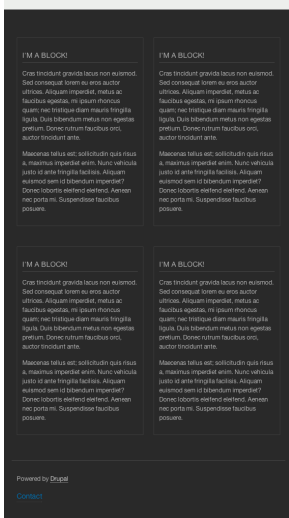 I'M A BLOCK!
Cras tincidunt gravida lacus non euismod.
Sed consequat lorem eu eros auctor
ultrices. Aliquam imperdiet, metus ac
faucibus egestas, mi ipsum rhoncus
quam; nec tristique diam mauris fringilla
ligula. Duis bibendum metus non egestas
pretium. Donec rutrum faucibus orci,
auctor tincidunt ante.
Maecenas tellus est; sollicitudin quis risus
a, maximus imperdiet enim. Nunc vehicula
justo id ante fringilla facilisis. Aliquam
euismod sem id bibendum imperdiet?
Donec lobortis eleifend eleifend. Aenean
nec porta mi. Suspendisse faucibus
posuere.
I'M A BLOCK!
Cras tincidunt gravida lacus non euismod.
Sed consequat lorem eu eros auctor
ultrices. Aliquam imperdiet, metus ac
faucibus egestas, mi ipsum rhoncus
quam; nec tristique diam mauris fringilla
ligula. Duis bibendum metus non egestas
pretium. Donec rutrum faucibus orci,
auctor tincidunt ante.
Maecenas tellus est; sollicitudin quis risus
a, maximus imperdiet enim. Nunc vehicula
justo id ante fringilla facilisis. Aliquam
euismod sem id bibendum imperdiet?
Donec lobortis eleifend eleifend. Aenean
nec porta mi. Suspendisse faucibus
posuere.
I'M A BLOCK!
Cras tincidunt gravida lacus non euismod.
Sed consequat lorem eu eros auctor
ultrices. Aliquam imperdiet, metus ac
faucibus egestas, mi ipsum rhoncus
quam; nec tristique diam mauris fringilla
ligula. Duis bibendum metus non egestas
pretium. Donec rutrum faucibus orci,
auctor tincidunt ante.
Maecenas tellus est; sollicitudin quis risus
a, maximus imperdiet enim. Nunc vehicula
justo id ante fringilla facilisis. Aliquam
euismod sem id bibendum imperdiet?
Donec lobortis eleifend eleifend. Aenean
nec porta mi. Suspendisse faucibus
posuere.
I'M A BLOCK!
Cras tincidunt gravida lacus non euismod.
Sed consequat lorem eu eros auctor
ultrices. Aliquam imperdiet, metus ac
faucibus egestas, mi ipsum rhoncus
quam; nec tristique diam mauris fringilla
ligula. Duis bibendum metus non egestas
pretium. Donec rutrum faucibus orci,
auctor tincidunt ante.
Maecenas tellus est; sollicitudin quis risus
a, maximus imperdiet enim. Nunc vehicula
justo id ante fringilla facilisis. Aliquam
euismod sem id bibendum imperdiet?
Donec lobortis eleifend eleifend. Aenean
nec porta mi. Suspendisse faucibus
posuere.
Powered by Drupal
Contact